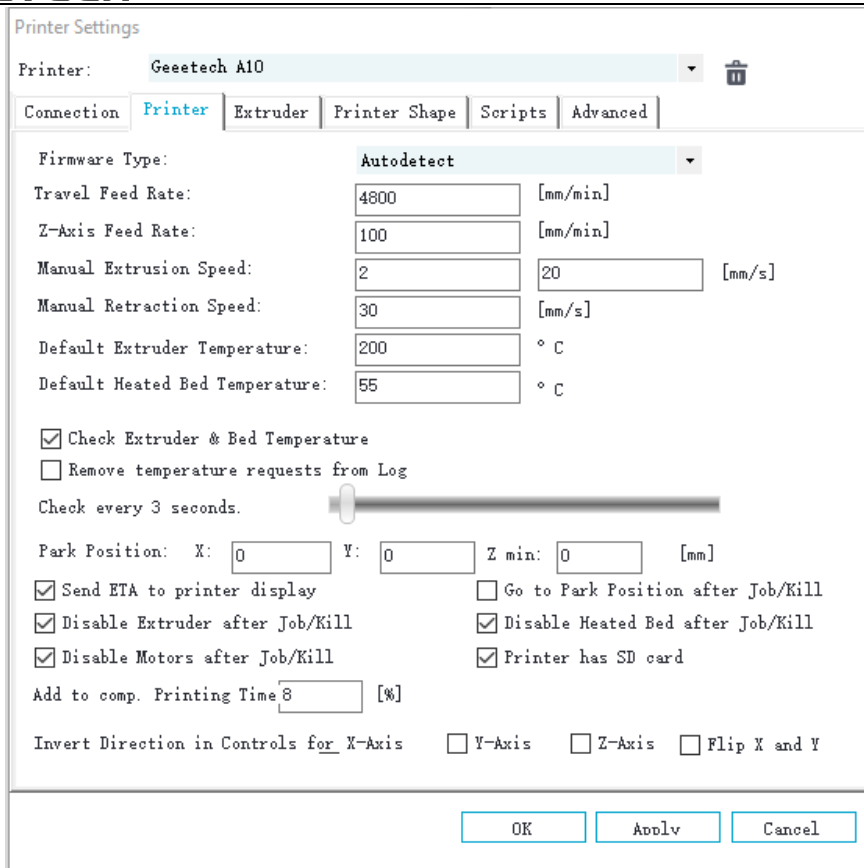 Printer Settings
Printer: Geeetech A10
Connection Printer Extruder Printer Shape Scripts Advanced
Firmware Type: Autodetect
Travel Feed Rate: 4800 [mm/min]
Z-Axis Feed Rate: 100 [mm/min]
Manual Extrusion Speed: 2 20 [mm/s]
Manual Retraction Speed: 30 [mm/s]
Default Extruder Temperature: 200 ° C
Default Heated Bed Temperature: 55 ° C
Check Extruder & Bed Temperature
Remove temperature requests from Log
Check every 3 seconds.
Park Position: X: 0 Y: 0 Z min: 0 [mm]
Send ETA to printer display Go to Park Position after Job/Kill
Disable Extruder after Job/Kill Disable Heated Bed after Job/Kill
Disable Motors after Job/Kill Printer has SD card
Add to comp. Printing Time 8 [%]
Invert Direction in Controls for X-Axis Y-Axis Z-Axis Flip X and Y
OK Apply Cancel